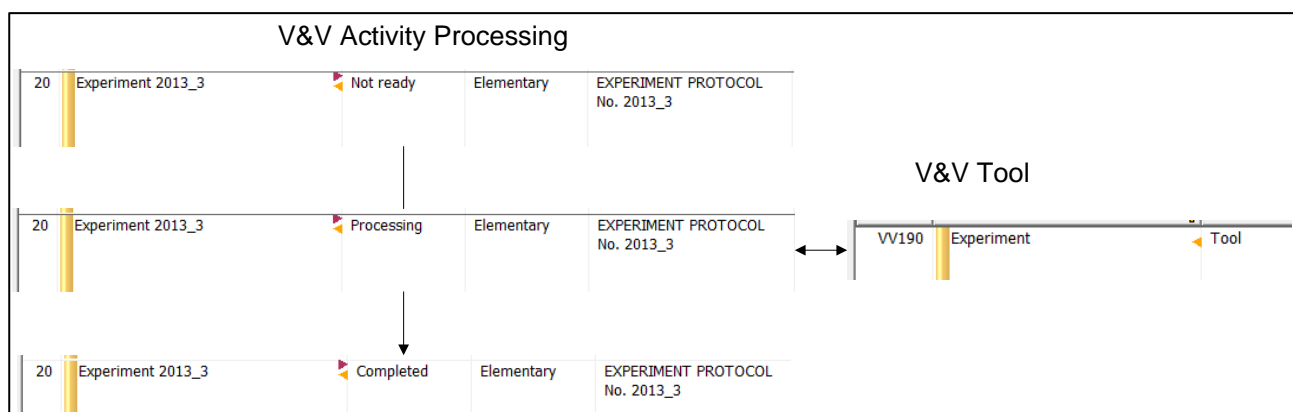 V&V Activity Processing
20 Experiment 2013_3 Not ready Elementary EXPERIMENT PROTOCOL
No. 2013_3
V&V Tool
20 Experiment 2013_3 Processing Elementary EXPERIMENT PROTOCOL
No. 2013_3
VV190 Experiment Tool
20 Experiment 2013_3 Completed Elementary EXPERIMENT PROTOCOL
No. 2013_3